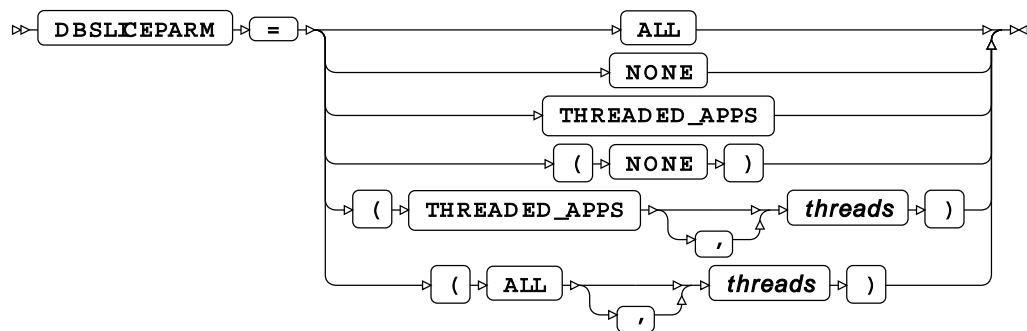 DBSLICEPARM = ALL
NONE
THREADED_APPS
( NONE )
( THREADED_APPS , threads )
( ALL , threads )